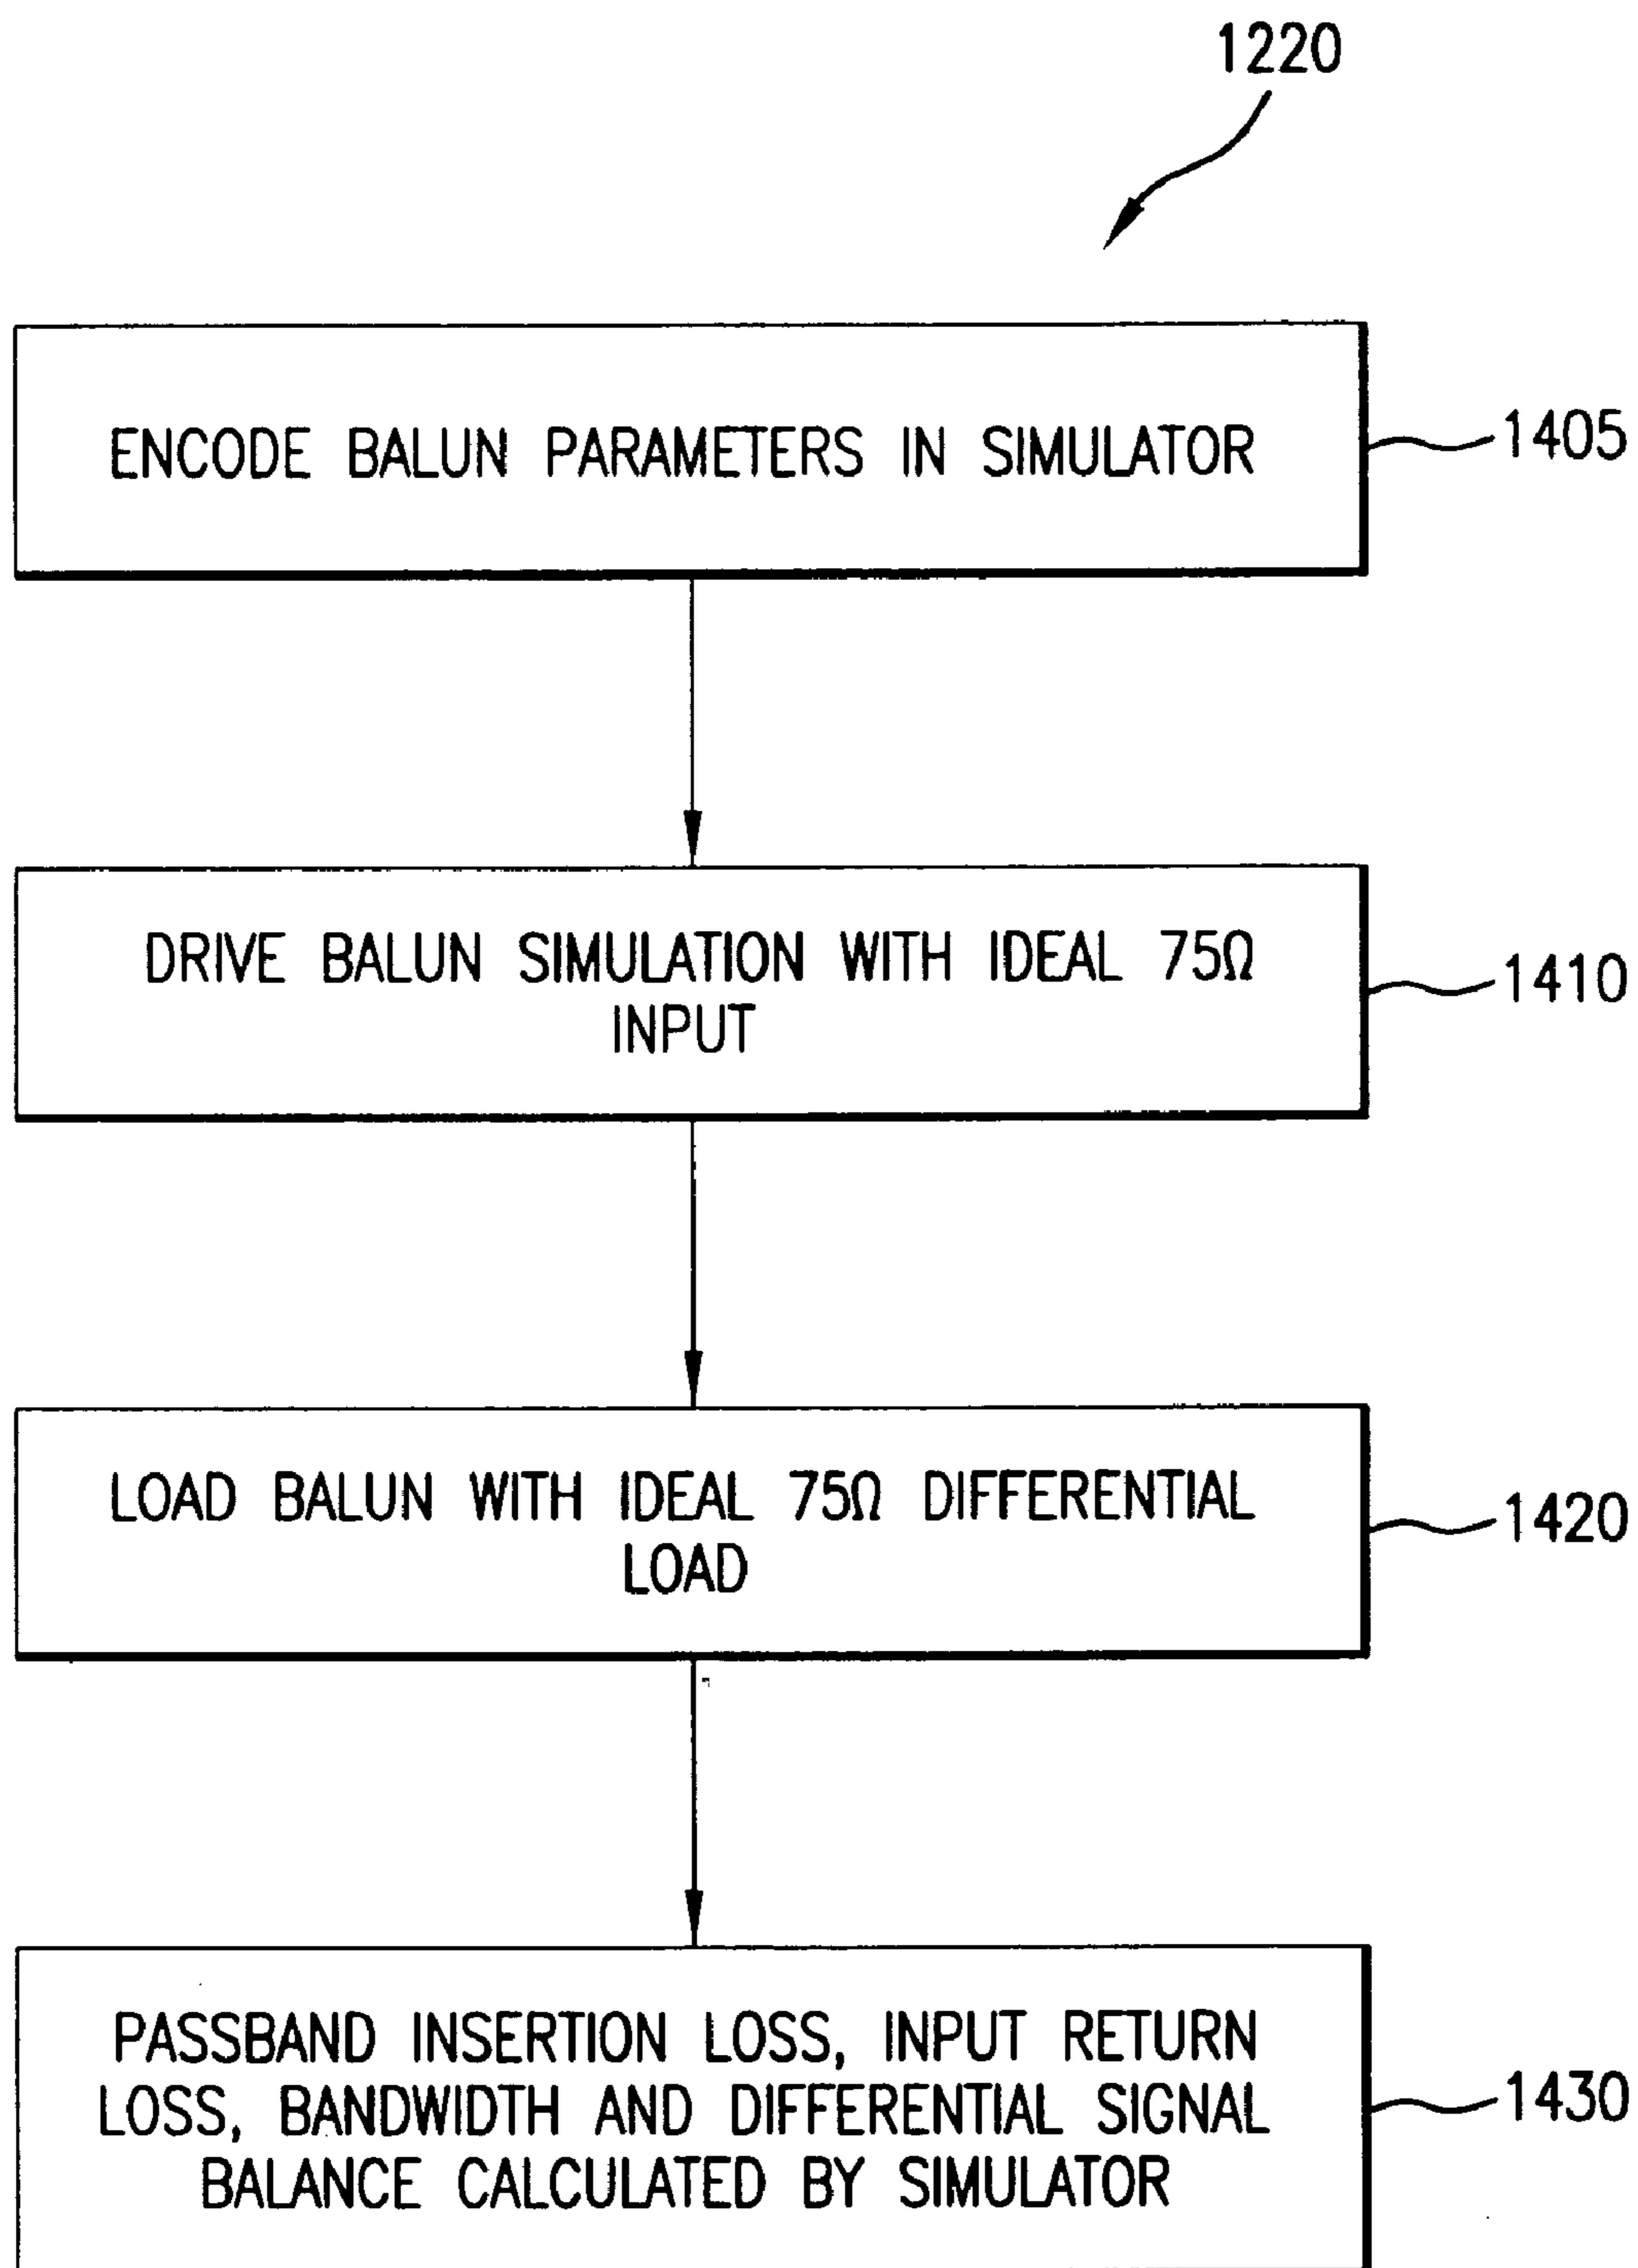 1220
ENCODE BALUN PARAMETERS IN SIMULATOR
1405
DRIVE BALUN SIMULATION WITH IDEAL 75Ω
INPUT
1410
LOAD BALUN WITH IDEAL 75Ω DIFFERENTIAL
LOAD
1420
PASSBAND INSERTION LOSS, INPUT RETURN
LOSS, BANDWIDTH AND DIFFERENTIAL SIGNAL
BALANCE CALCULATED BY SIMULATOR
1430